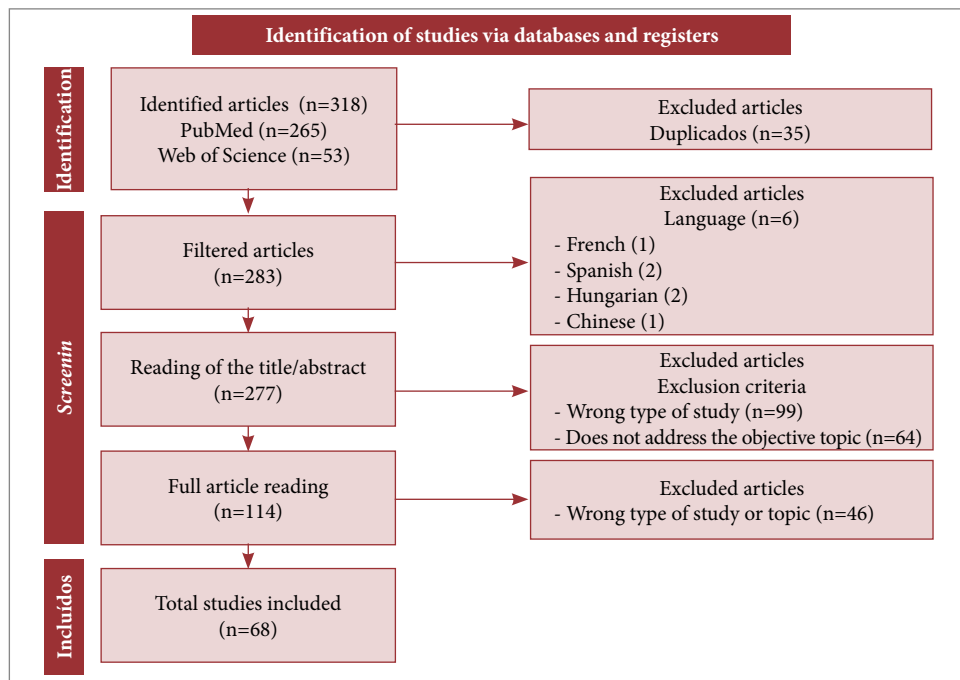 Identification of studies via databases and registers
Identification
Identified articles (n=318)
PubMed (n=265)
Web of Science (n=53)
Excluded articles
Duplicados (n=35)
Screenin
Filtered articles
(n=283)
Excluded articles
Language (n=6)
- French (1)
- Spanish (2)
- Hungarian (2)
- Chinese (1)
Reading of the title/abstract
(n=277)
Excluded articles
Exclusion criteria
- Wrong type of study (n=99)
- Does not address the objective topic (n=64)
Full article reading
(n=114)
Excluded articles
- Wrong type of study or topic (n=46)
Incluídos
Total studies included
(n=68)